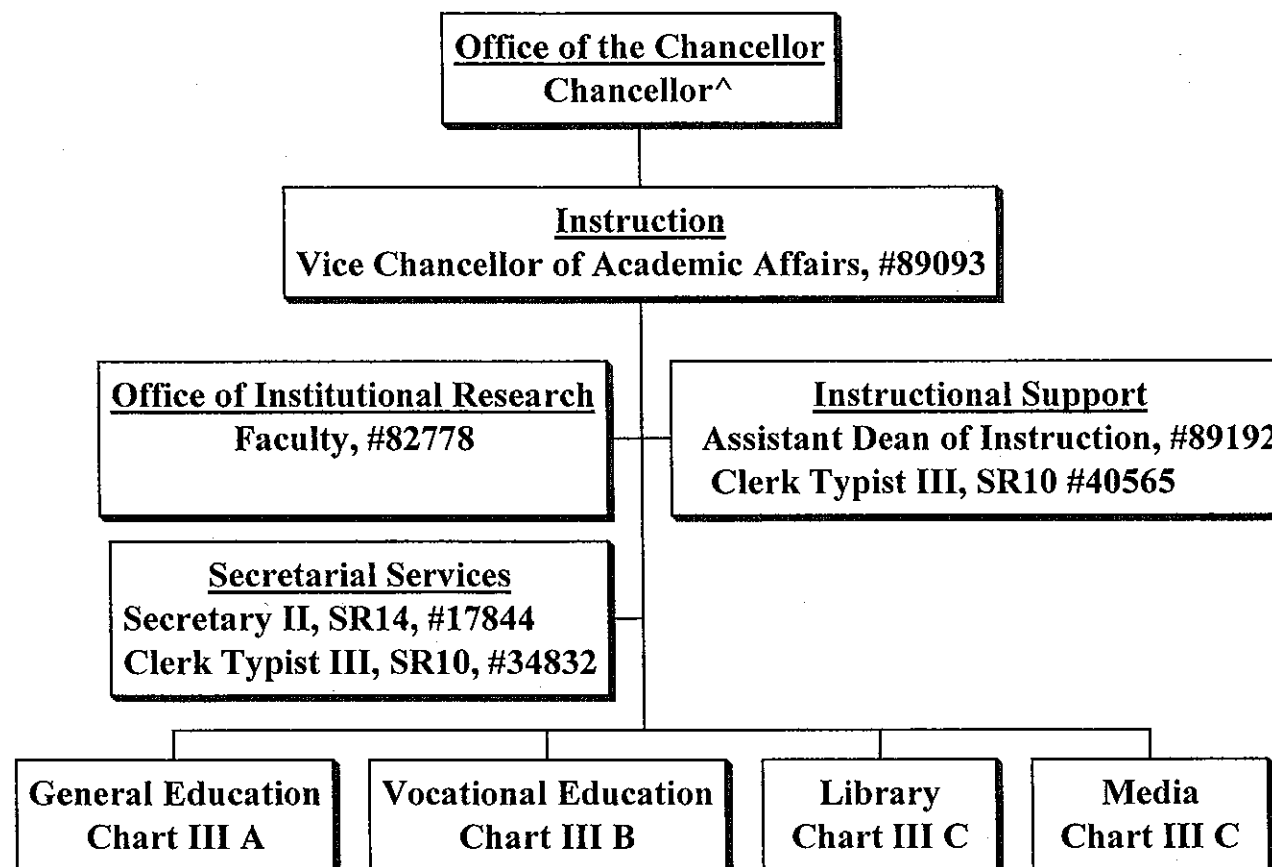 Office of the Chancellor
Chancellor^
Instruction
Vice Chancellor of Academic Affairs, #89093
Office of Institutional Research
Faculty, #82778
Instructional Support
Assistant Dean of Instruction, #89192
Clerk Typist III, SR10 #40565
Secretarial Services
Secretary II, SR14, #17844
Clerk Typist III, SR10, #34832
General Education
Chart III A
Vocational Education
Chart III B
Library
Chart III C
Media
Chart III C